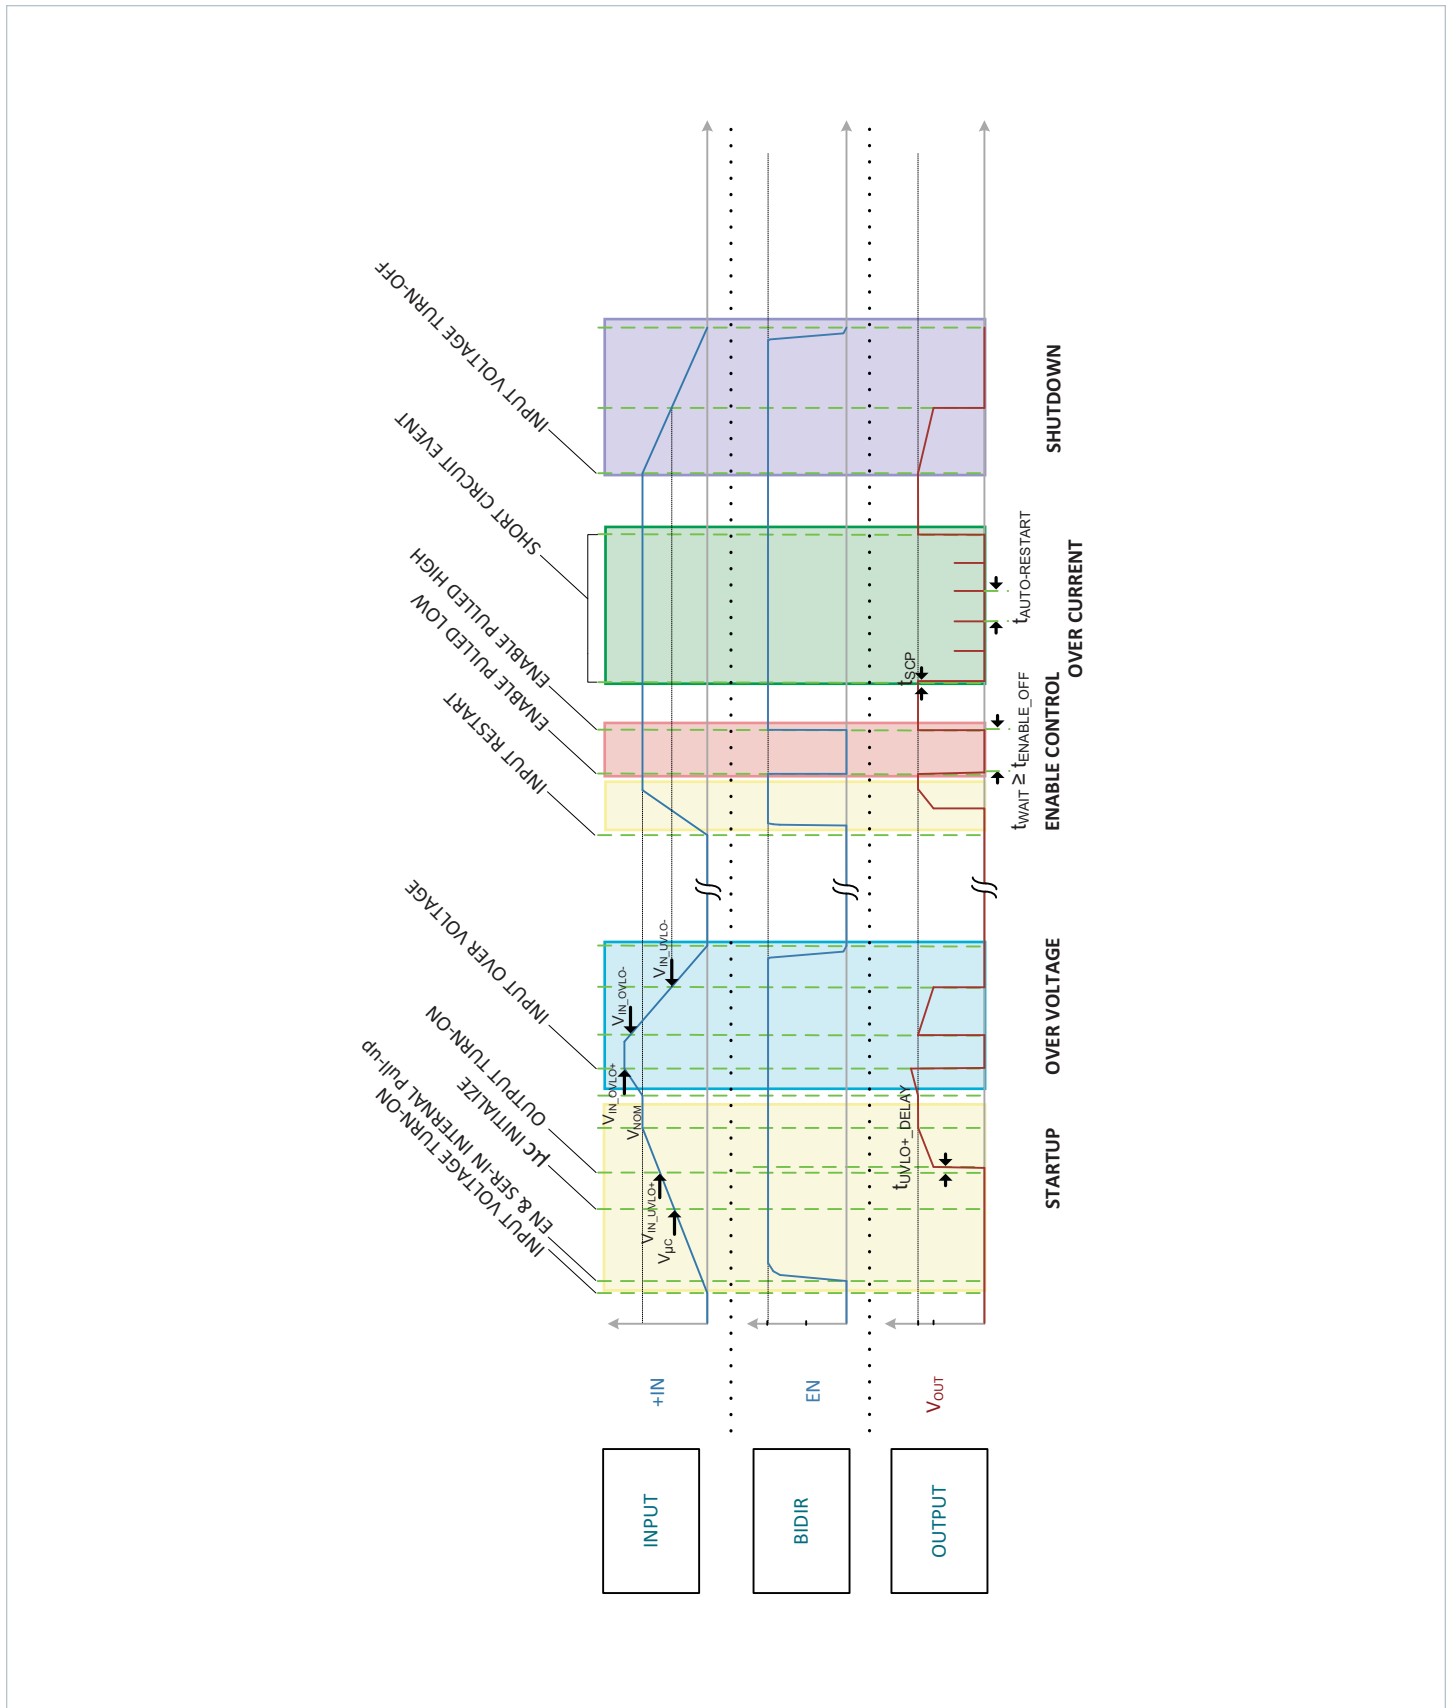 INPUT VOLTAGE TURN-ON
EN & SER-IN INTERNAL Pull-up
µC INITIALIZE
OUTPUT TURN-ON
INPUT OVER VOLTAGE
INPUT RESTART
ENABLE PULLED LOW
ENABLE PULLED HIGH
SHORT CIRCUIT EVENT
INPUT VOLTAGE TURN-OFF
INPUT
+IN
VµC
VIN_UVLO+
VNOM
VIN_OVLO+
VIN_OVLO-
VIN_UVLO-
BIDIR
EN
OUTPUT
VOUT
tUVLO+_DELAY
tSCP
tWAIT ≥ tENABLE_OFF
tAUTO-RESTART
STARTUP
OVER VOLTAGE
ENABLE CONTROL
OVER CURRENT
SHUTDOWN